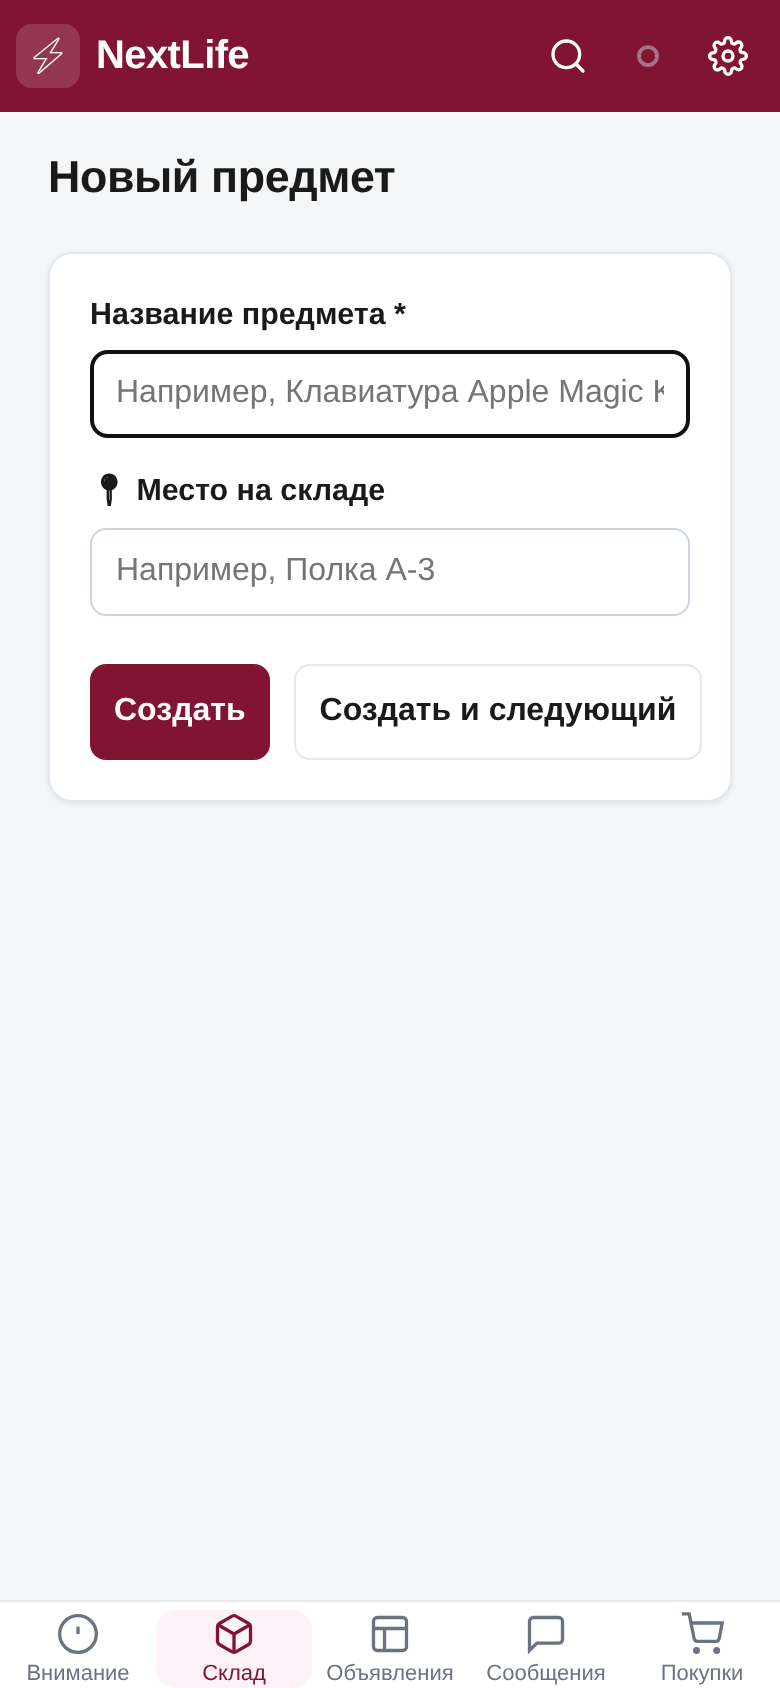 NextLife
Новый предмет
Название предмета *
Например, Клавиатура Apple Magic K
Место на складе
Например, Полка А-3
Создать
Создать и следующий
Внимание
Склад
Объявления
Сообщения
Покупки